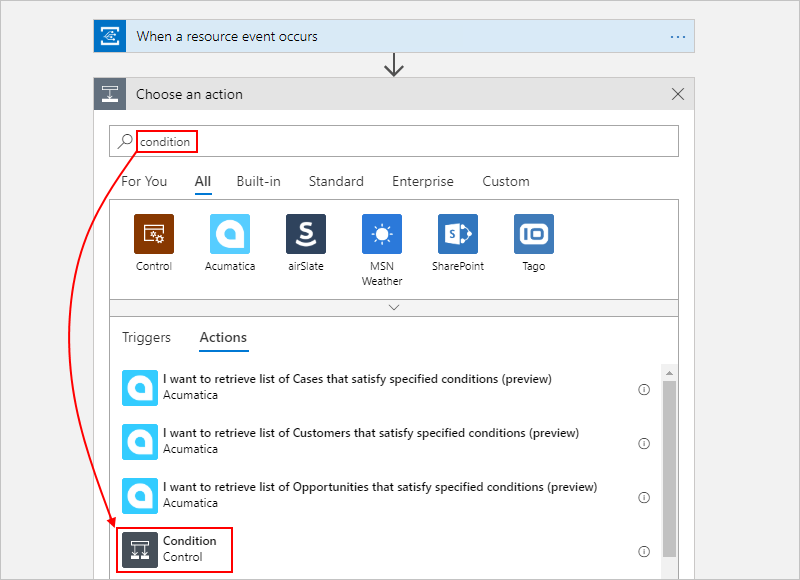 When a resource event occurs
Choose an action
condition
For You All Built-in Standard Enterprise Custom
Control Acumatica airSlate MSN Weather SharePoint Tago
Triggers Actions
I want to retrieve list of Cases that satisfy specified conditions (preview)
Acumatica
I want to retrieve list of Customers that satisfy specified conditions (preview)
Acumatica
I want to retrieve list of Opportunities that satisfy specified conditions (preview)
Acumatica
Condition
Control